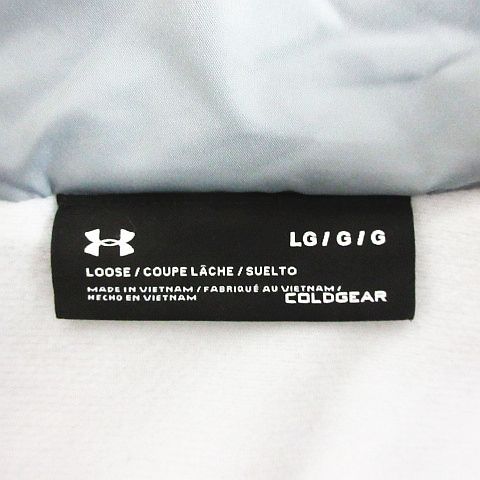 LG / G / G
LOOSE / COUPE LÂCHE / SUELTO
MADE IN VIETNAM / FABRIQUÉ AU VIETNAM /
HECHO EN VIETNAM
COLDGEAR